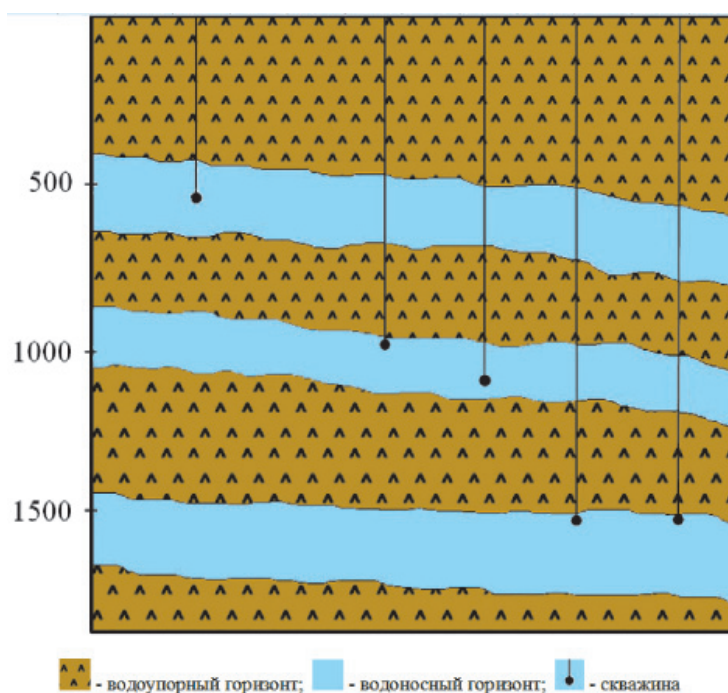 500
1000
1500
- водоупорный горизонт; - водоносный горизонт; - скважина